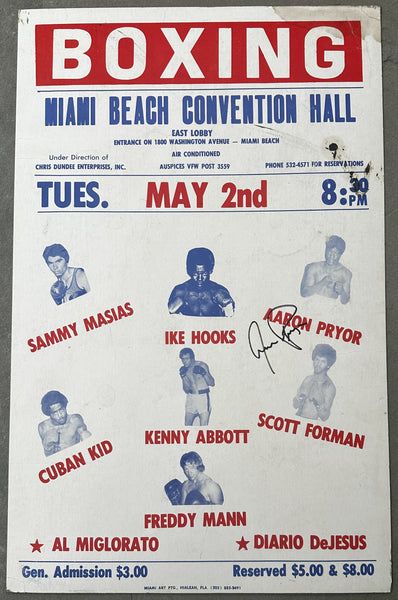 BOXING
MIAMI BEACH CONVENTION HALL
EAST LOBBY
ENTRANCE ON 1800 WASHINGTON AVENUE — MIAMI BEACH
AIR CONDITIONED
Under Direction of
CHRIS DUNDEE ENTERPRISES, INC.
AUSPICES VFW POST 3559
PHONE 532-4571 FOR RESERVATIONS
TUES. MAY 2nd 8:30 PM
SAMMY MASIAS
IKE HOOKS
AARON PRYOR
CUBAN KID
KENNY ABBOTT
SCOTT FORMAN
FREDDY MANN
★ AL MIGLORATO ★ DIARIO DeJESUS
Gen. Admission $3.00 Reserved $5.00 & $8.00
MIAMI ART PTG., HIALEAH, FLA (305) 885-9491